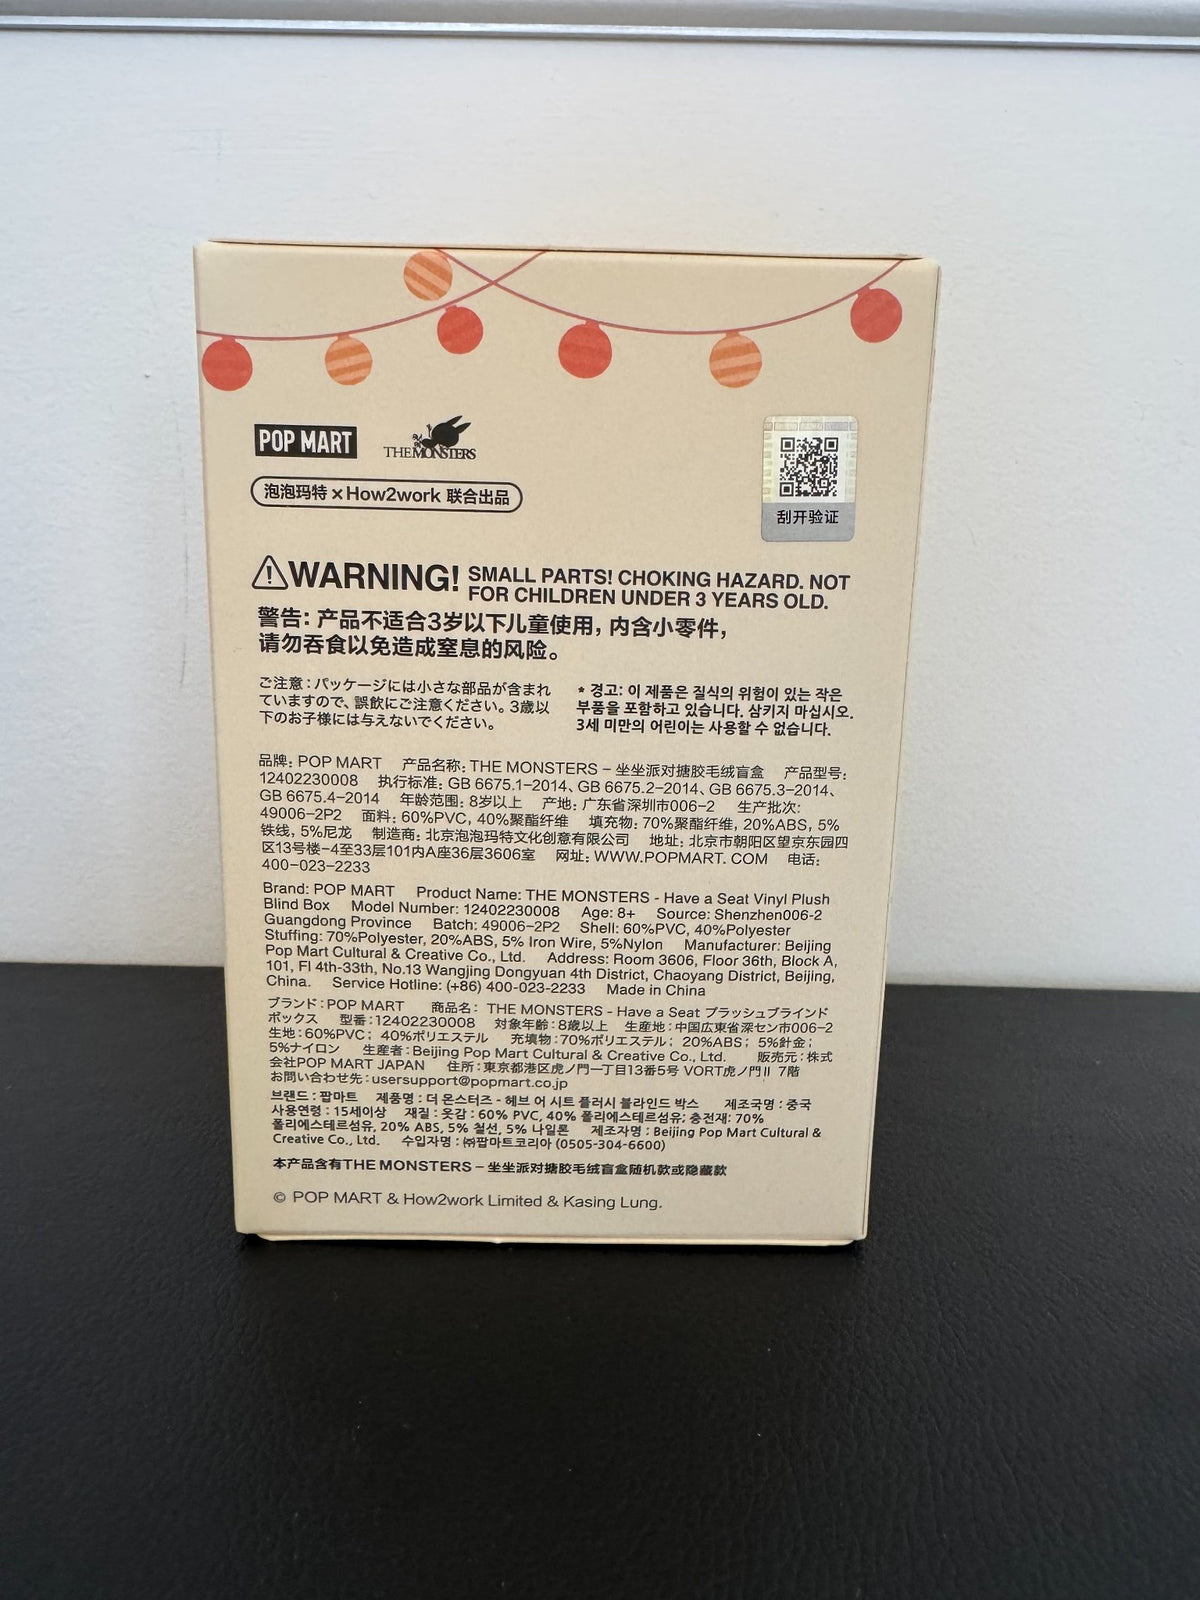 POP MART
THE MONSTERS
泡泡玛特×How2work 联合出品
刮开验证
WARNING! SMALL PARTS! CHOKING HAZARD. NOT
FOR CHILDREN UNDER 3 YEARS OLD.
警告: 产品不适合3岁以下儿童使用, 内含小零件,
请勿吞食以免造成窒息的风险。
ご注意：パッケージには小さな部品が含まれ
ていますので、誤飲にご注意ください。3歳以
下のお子様には与えないでください。
* 경고: 이 제품은 질식의 위험이 있는 작은
부품을 포함하고 있습니다. 삼키지 마십시오.
3세 미만의 어린이는 사용할 수 없습니다.
品牌: POP MART 产品名称: THE MONSTERS – 坐坐派对搪胶毛绒盲盒 产品型号:
12402230008 执行标准: GB 6675.1–2014、GB 6675.2–2014、GB 6675.3–2014、
GB 6675.4–2014 年龄范围: 8岁以上 产地: 广东省深圳市006–2 生产批次:
49006–2P2 面料: 60%PVC, 40%聚酯纤维 填充物: 70%聚酯纤维, 20%ABS, 5%
铁线, 5%尼龙 制造商: 北京泡泡玛特文化创意有限公司 地址: 北京市朝阳区望京东园四
区13号楼–4至33层101内A座36层3606室 网址: WWW.POPMART. COM 电话:
400–023–2233
Brand: POP MART Product Name: THE MONSTERS - Have a Seat Vinyl Plush
Blind Box Model Number: 12402230008 Age: 8+ Source: Shenzhen006-2
Guangdong Province Batch: 49006-2P2 Shell: 60%PVC, 40%Polyester
Stuffing: 70%Polyester, 20%ABS, 5% Iron Wire, 5%Nylon Manufacturer: Beijing
Pop Mart Cultural & Creative Co., Ltd. Address: Room 3606, Floor 36th, Block A,
101, Fl 4th-33th, No.13 Wangjing Dongyuan 4th District, Chaoyang District, Beijing,
China. Service Hotline: (+86) 400-023-2233 Made in China
ブランド：POP MART 商品名： THE MONSTERS - Have a Seat プラッシュブラインド
ボックス 型番：12402230008 対象年齢：8歳以上 生産地：中国広東省深セン市006–2
生地：60%PVC；40%ポリエステル 充填物：70%ポリエステル；20%ABS；5%針金；
5%ナイロン 生産者：Beijing Pop Mart Cultural & Creative Co., Ltd. 販売元：株式
会社POP MART JAPAN 住所：東京都港区虎ノ門一丁目13番5号 VORT虎ノ門II 7階
お問い合わせ先：usersupport@popmart.co.jp
브랜드 : 팝마트 제품명 : 더 몬스터즈 - 헤브 어 시트 플러시 블라인드 박스 제조국명 : 중국
사용연령 : 15세이상 재질 : 옷감 : 60% PVC, 40% 폴리에스테르섬유; 충전재: 70%
폴리에스테르섬유, 20% ABS, 5% 철선, 5% 나일론 제조자명 : Beijing Pop Mart Cultural &
Creative Co., Ltd. 수입자명 : ㈜팝마트코리아 (0505-304-6600)
本产品含有THE MONSTERS – 坐坐派对搪胶毛绒盲盒随机款或隐藏款
© POP MART & How2work Limited & Kasing Lung.